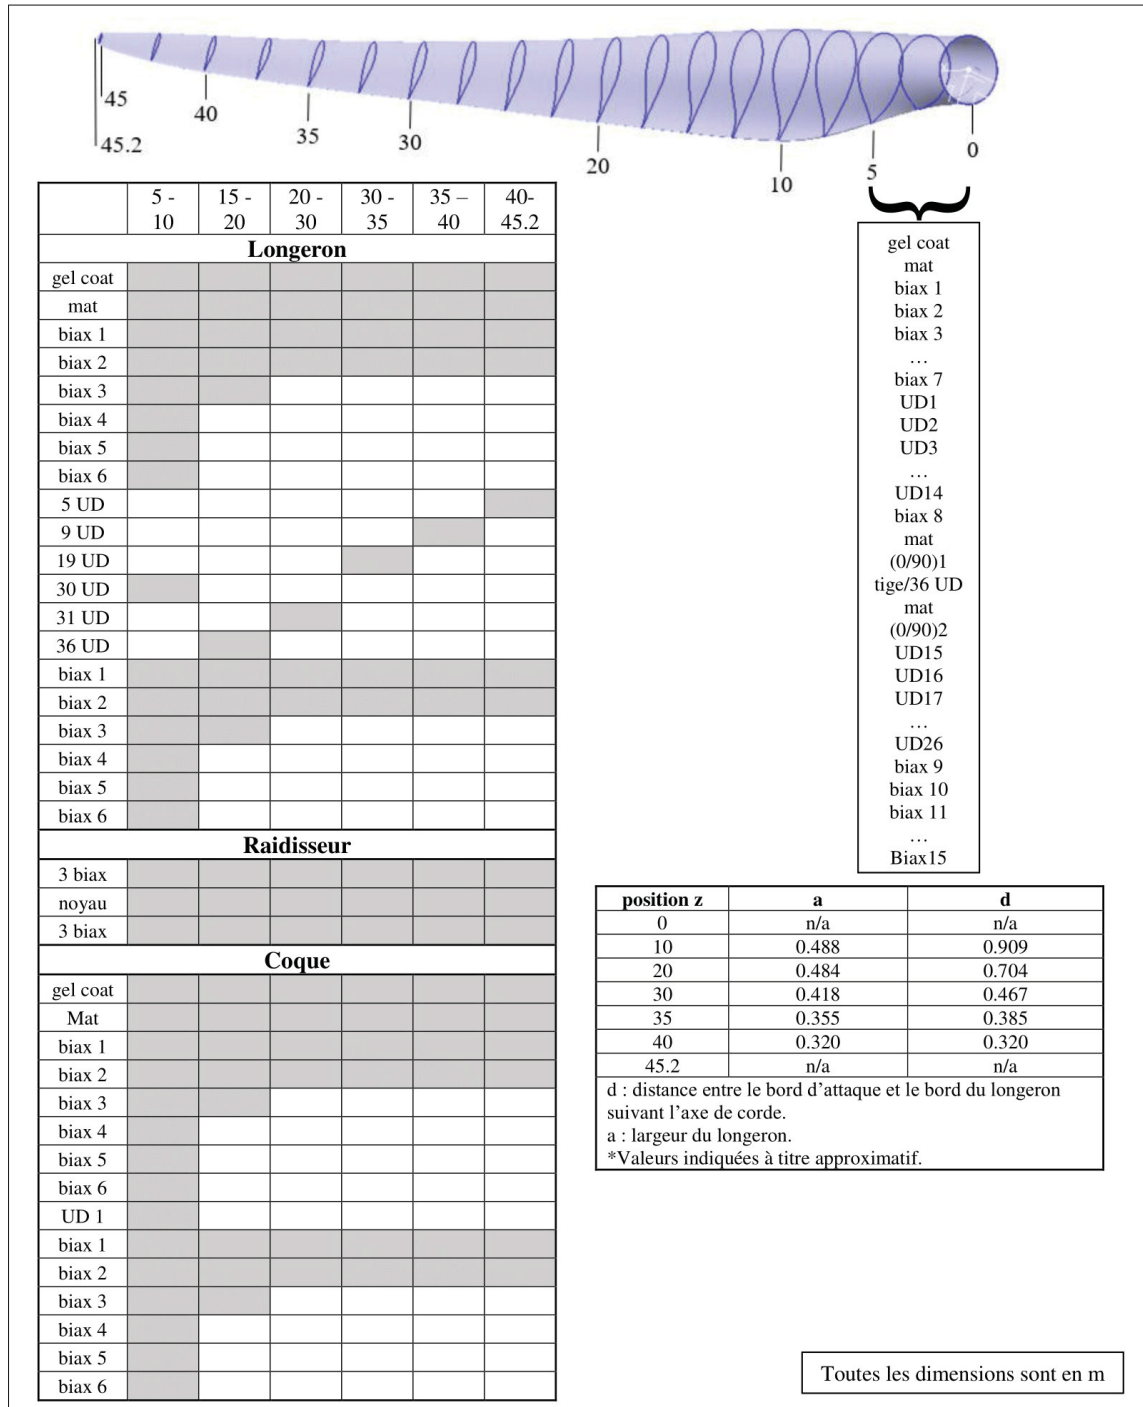 45
45.2
40
35
30
20
10
5
0
5 - 10 15 - 20 20 - 30 30 - 35 35 – 40 40- 45.2
Longeron
gel coat
mat
biax 1
biax 2
biax 3
biax 4
biax 5
biax 6
5 UD
9 UD
19 UD
30 UD
31 UD
36 UD
biax 1
biax 2
biax 3
biax 4
biax 5
biax 6
Raidisseur
3 biax
noyau
3 biax
Coque
gel coat
Mat
biax 1
biax 2
biax 3
biax 4
biax 5
biax 6
UD 1
biax 1
biax 2
biax 3
biax 4
biax 5
biax 6
gel coat
mat
biax 1
biax 2
biax 3
…
biax 7
UD1
UD2
UD3
…
UD14
biax 8
mat
(0/90)1
tige/36 UD
mat
(0/90)2
UD15
UD16
UD17
…
UD26
biax 9
biax 10
biax 11
…
Biax15
position z a d
0 n/a n/a
10 0.488 0.909
20 0.484 0.704
30 0.418 0.467
35 0.355 0.385
40 0.320 0.320
45.2 n/a n/a
d : distance entre le bord d'attaque et le bord du longeron
suivant l'axe de corde.
a : largeur du longeron.
*Valeurs indiquées à titre approximatif.
Toutes les dimensions sont en m